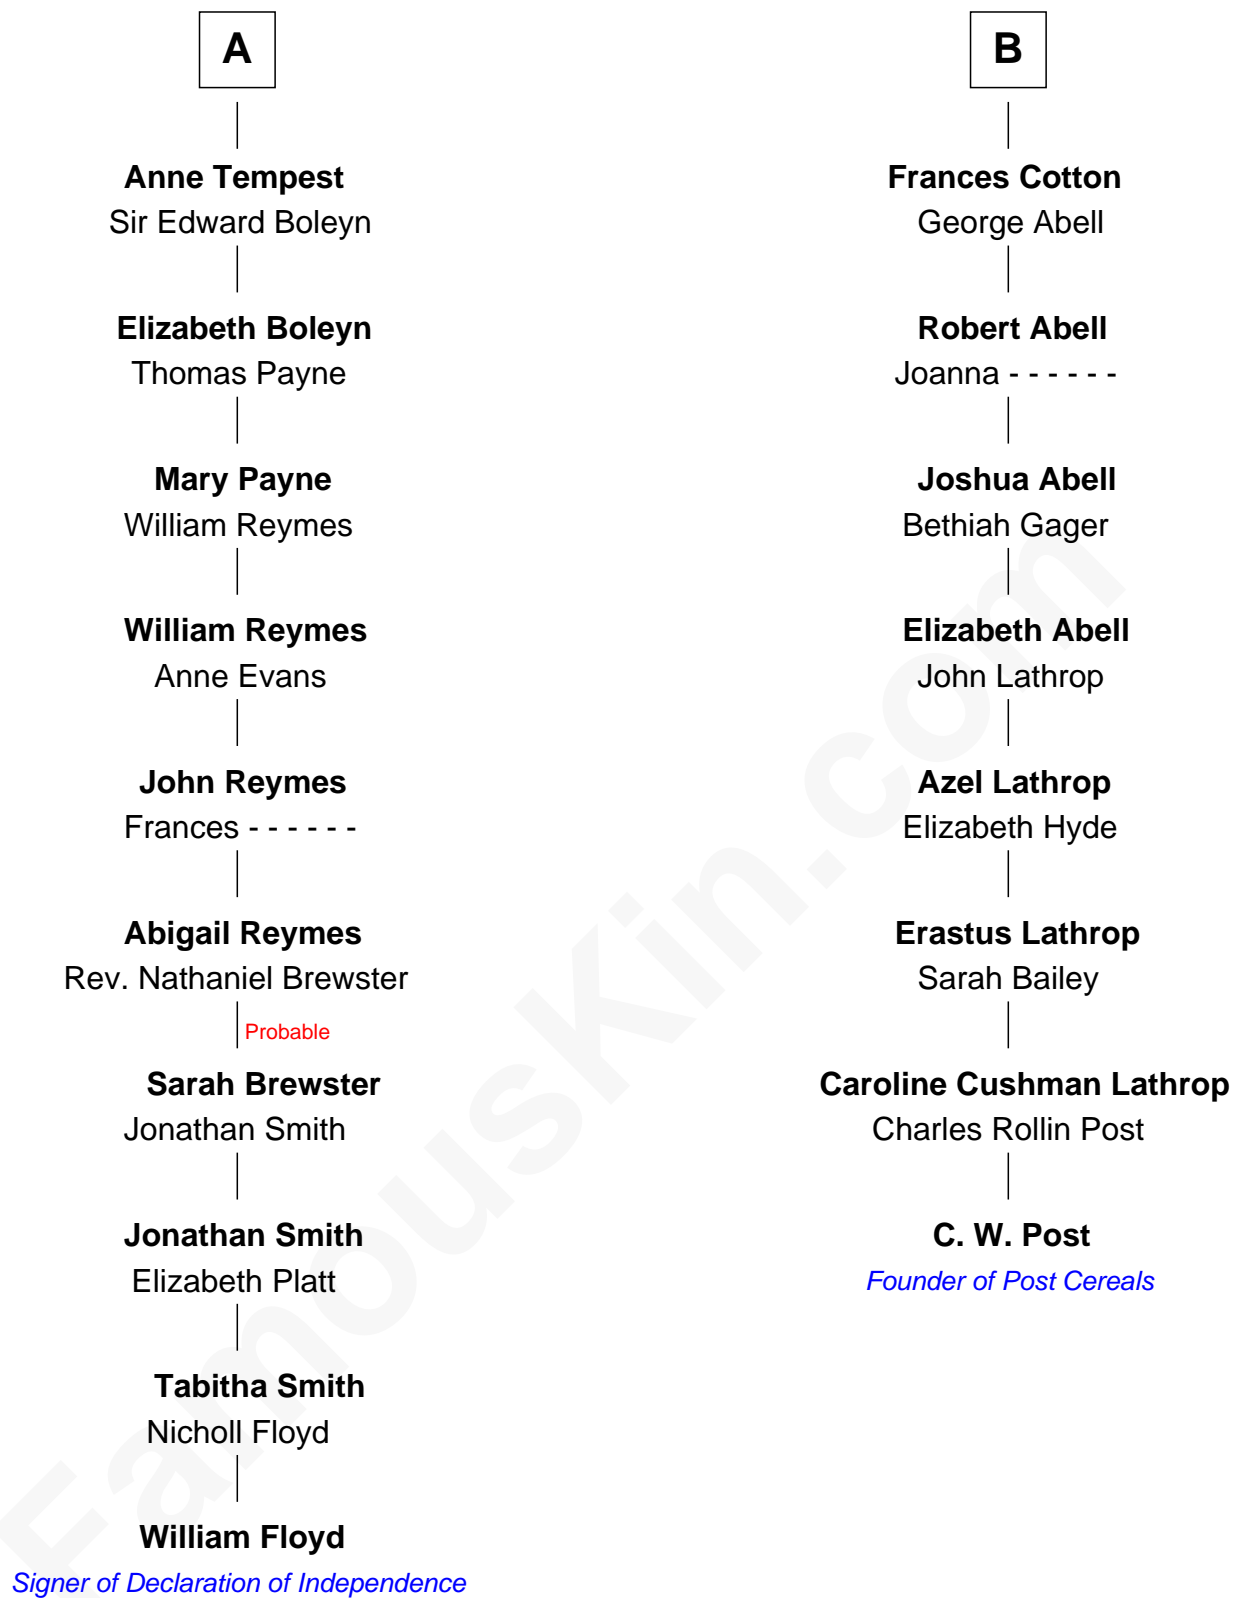 A
Anne Tempest
Sir Edward Boleyn
Elizabeth Boleyn
Thomas Payne
Mary Payne
William Reymes
William Reymes
Anne Evans
John Reymes
Frances - - - - - -
Abigail Reymes
Rev. Nathaniel Brewster
Probable
Sarah Brewster
Jonathan Smith
Jonathan Smith
Elizabeth Platt
Tabitha Smith
Nicholl Floyd
William Floyd
Signer of Declaration of Independence
B
Frances Cotton
George Abell
Robert Abell
Joanna - - - - - -
Joshua Abell
Bethiah Gager
Elizabeth Abell
John Lathrop
Azel Lathrop
Elizabeth Hyde
Erastus Lathrop
Sarah Bailey
Caroline Cushman Lathrop
Charles Rollin Post
C. W. Post
Founder of Post Cereals
FamousKin.com